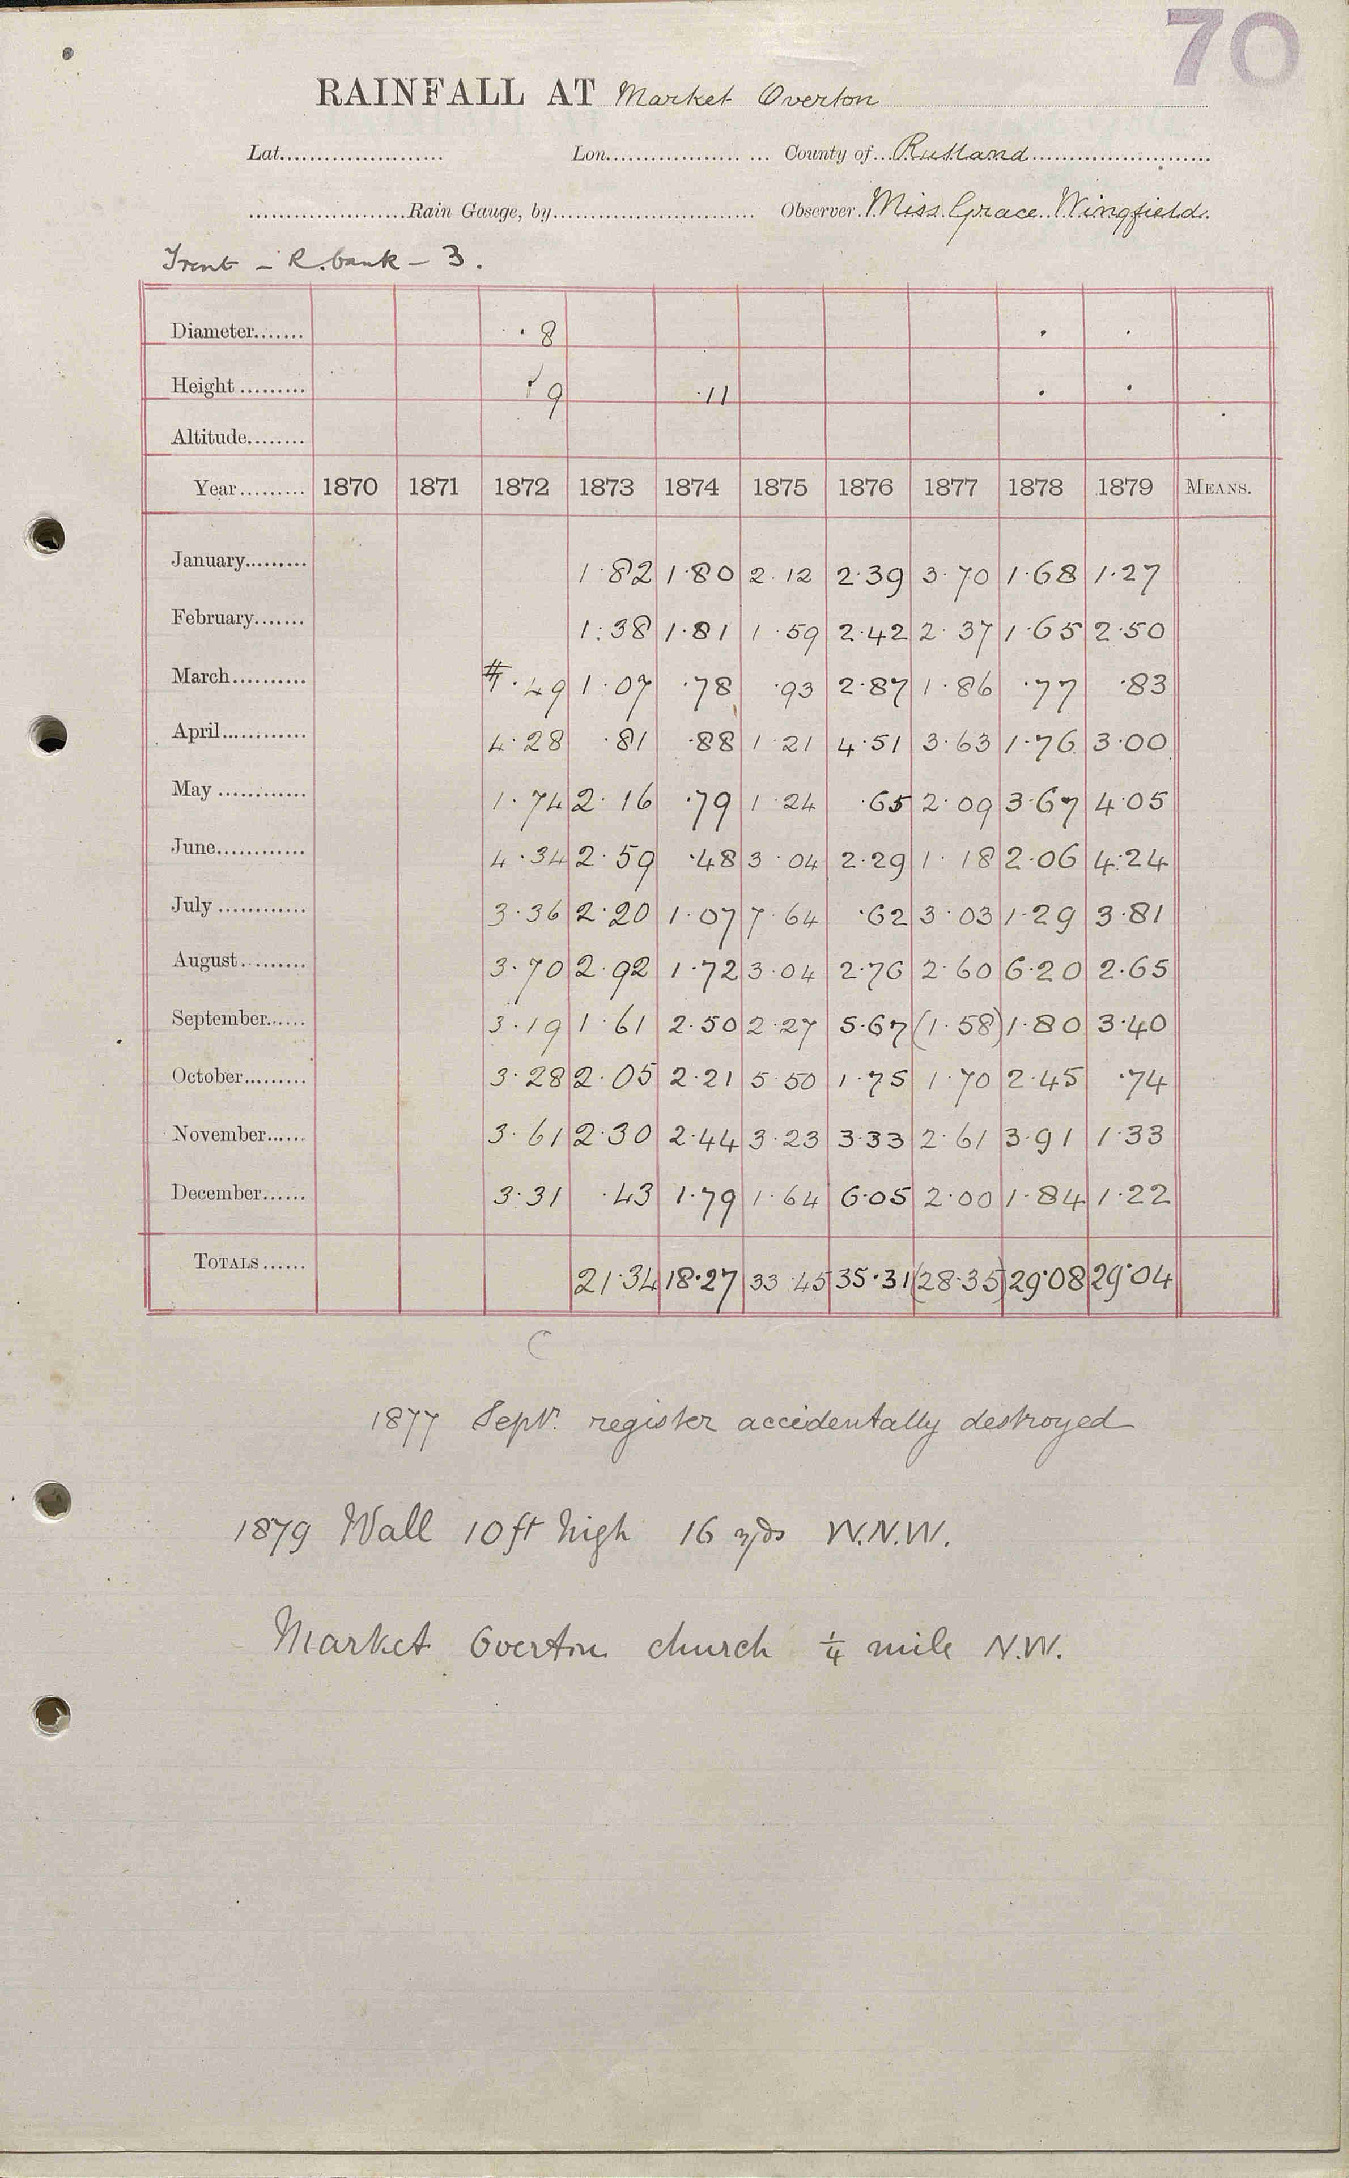 70
RAINFALL AT Market Overton
Lat. Lon. County of Rutland
Rain Gauge, by Observer Miss Grace Wingfield.
Trent - R. bank - 3.
Diameter ·8
Height 9 ·11
Altitude
Year 1870 1871 1872 1873 1874 1875 1876 1877 1878 1879 MEANS.
January 1·82 1·80 2·12 2·39 3·70 1·68 1·27
February 1·38 1·81 1·59 2·42 2·37 1·65 2·50
March ·49 1·07 ·78 ·93 2·87 1·86 ·77 ·83
April 4·28 ·81 ·88 1·21 4·51 3·63 1·76 3·00
May 1·74 2·16 ·79 1·24 ·65 2·09 3·67 4·05
June 4·34 2·59 ·48 3·04 2·29 1·18 2·06 4·24
July 3·36 2·20 1·07 7·64 ·62 3·03 1·29 3·81
August 3·70 2·92 1·72 3·04 2·76 2·60 6·20 2·65
September 3·19 1·61 2·50 2·27 5·67 (1·58) 1·80 3·40
October 3·28 2·05 2·21 5·50 1·75 1·70 2·45 ·74
November 3·61 2·30 2·44 3·23 3·33 2·61 3·91 1·33
December 3·31 ·43 1·79 1·64 6·05 2·00 1·84 1·22
TOTALS 21·34 18·27 33·45 35·31 (28·35) 29·08 29·04
1877 Septr. register accidentally destroyed
1879 Wall 10 ft high 16 yds W.N.W.
Market Overton church ¼ mile N.W.